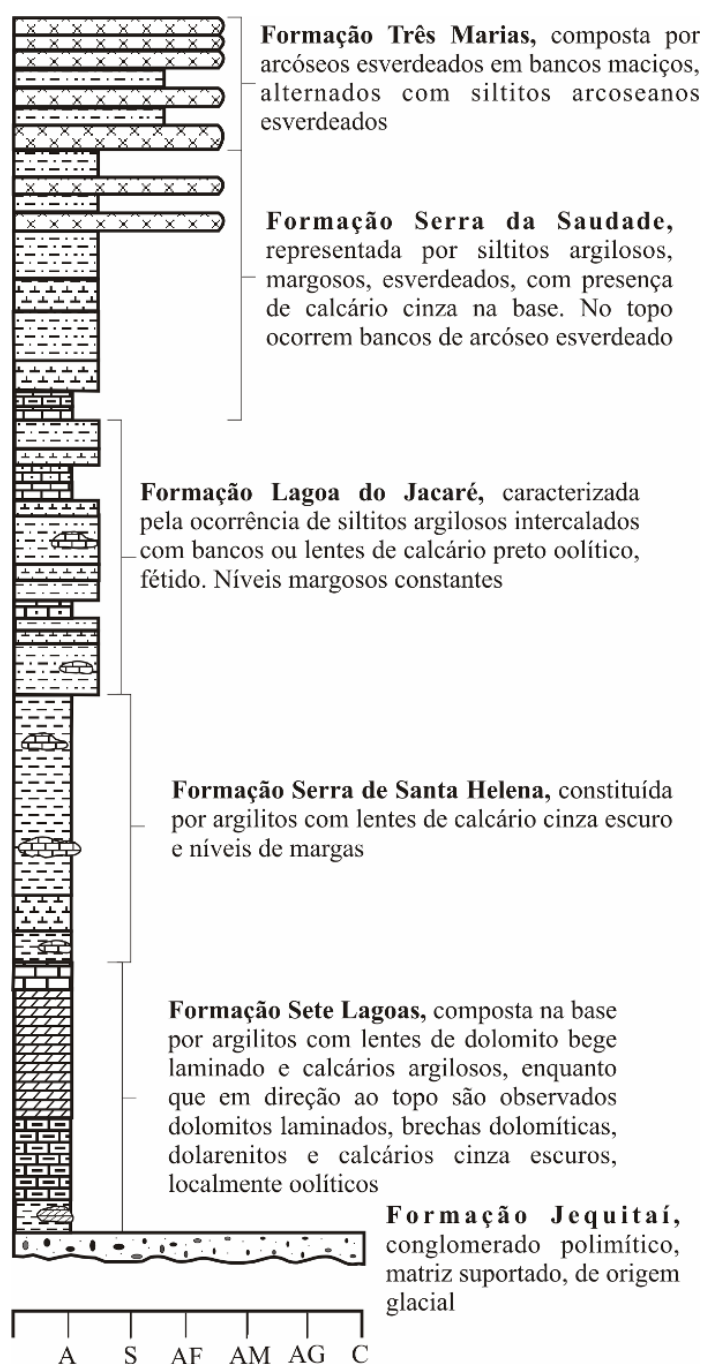 Formação Três Marias, composta por
arcóseos esverdeados em bancos maciços,
alternados com siltitos arcoseanos
esverdeados
Formação Serra da Saudade,
representada por siltitos argilosos,
margosos, esverdeados, com presença
de calcário cinza na base. No topo
ocorrem bancos de arcóseo esverdeado
Formação Lagoa do Jacaré, caracterizada
pela ocorrência de siltitos argilosos intercalados
com bancos ou lentes de calcário preto oolítico,
fétido. Níveis margosos constantes
Formação Serra de Santa Helena, constituída
por argilitos com lentes de calcário cinza escuro
e níveis de margas
Formação Sete Lagoas, composta na base
por argilitos com lentes de dolomito bege
laminado e calcários argilosos, enquanto
que em direção ao topo são observados
dolomitos laminados, brechas dolomíticas,
dolarenitos e calcários cinza escuros,
localmente oolíticos
Formação Jequitaí,
conglomerado polimítico,
matriz suportado, de origem
glacial
A S AF AM AG C